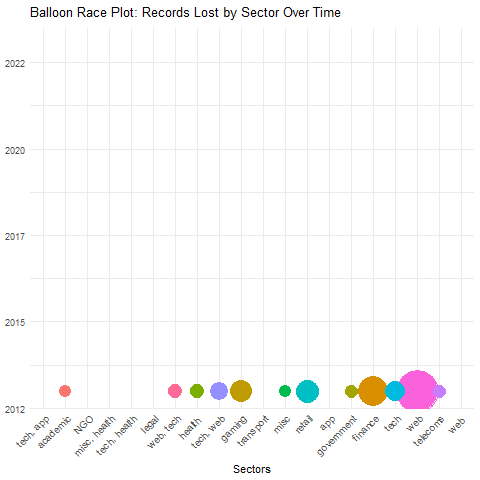 Balloon Race Plot: Records Lost by Sector Over Time
2022
2020
2017
2015
2012
tech, app
academic
NGO
misc, health
tech, health
legal
web, tech
health
tech, web
gaming
transport
misc
retail
app
government
finance
tech
web
telecoms
web
Sectors